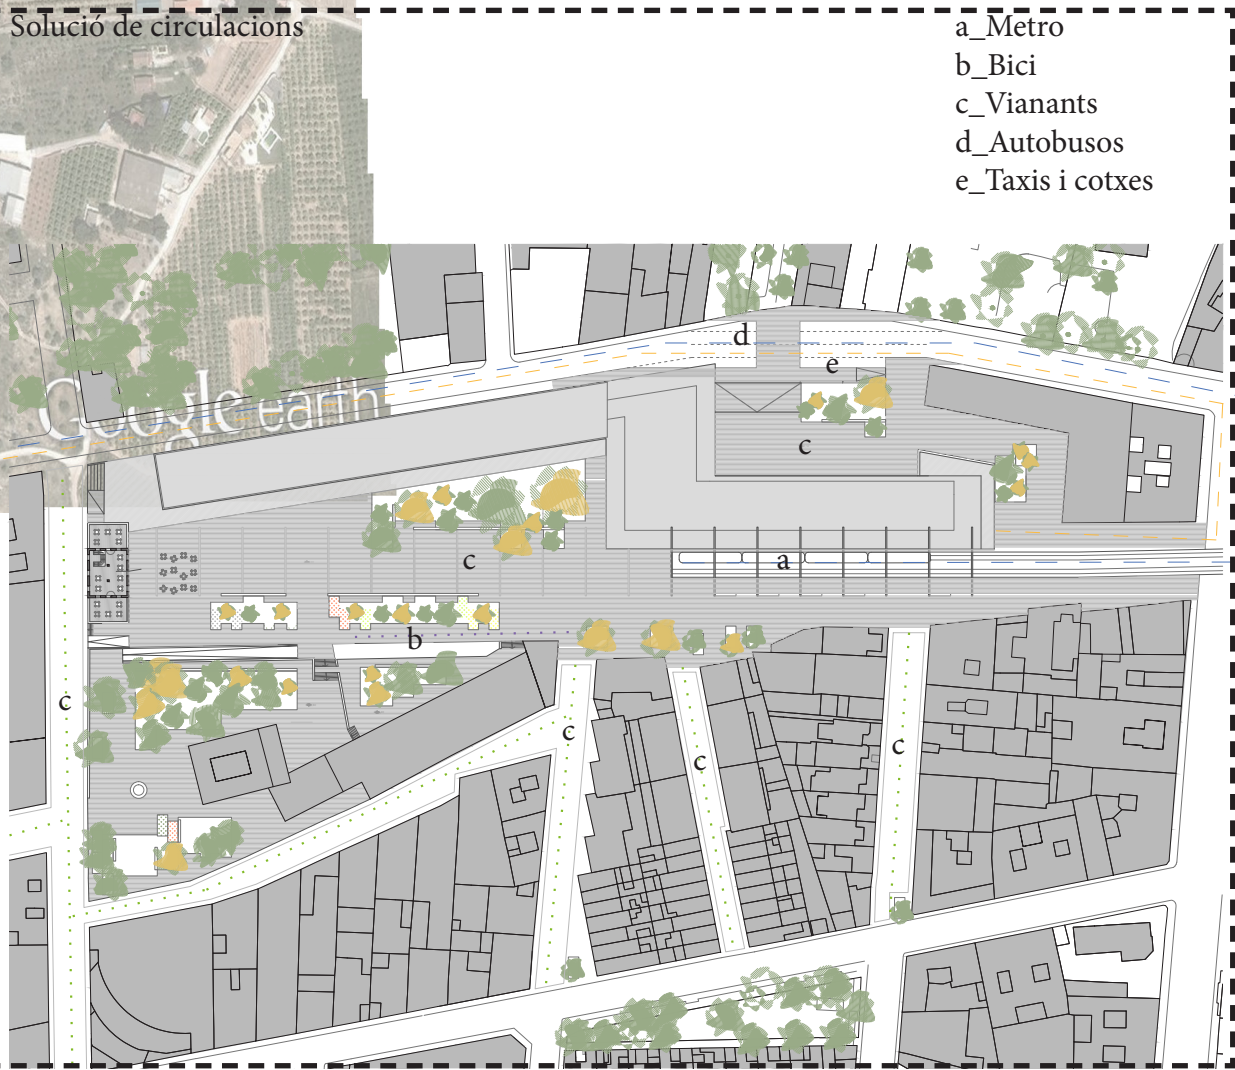 Solució de circulacions
a_Metro
b_Bici
c_Vianants
d_Autobusos
e_Taxis i cotxes
d
e
Google earth
c
c
a
b
c
c
c
c